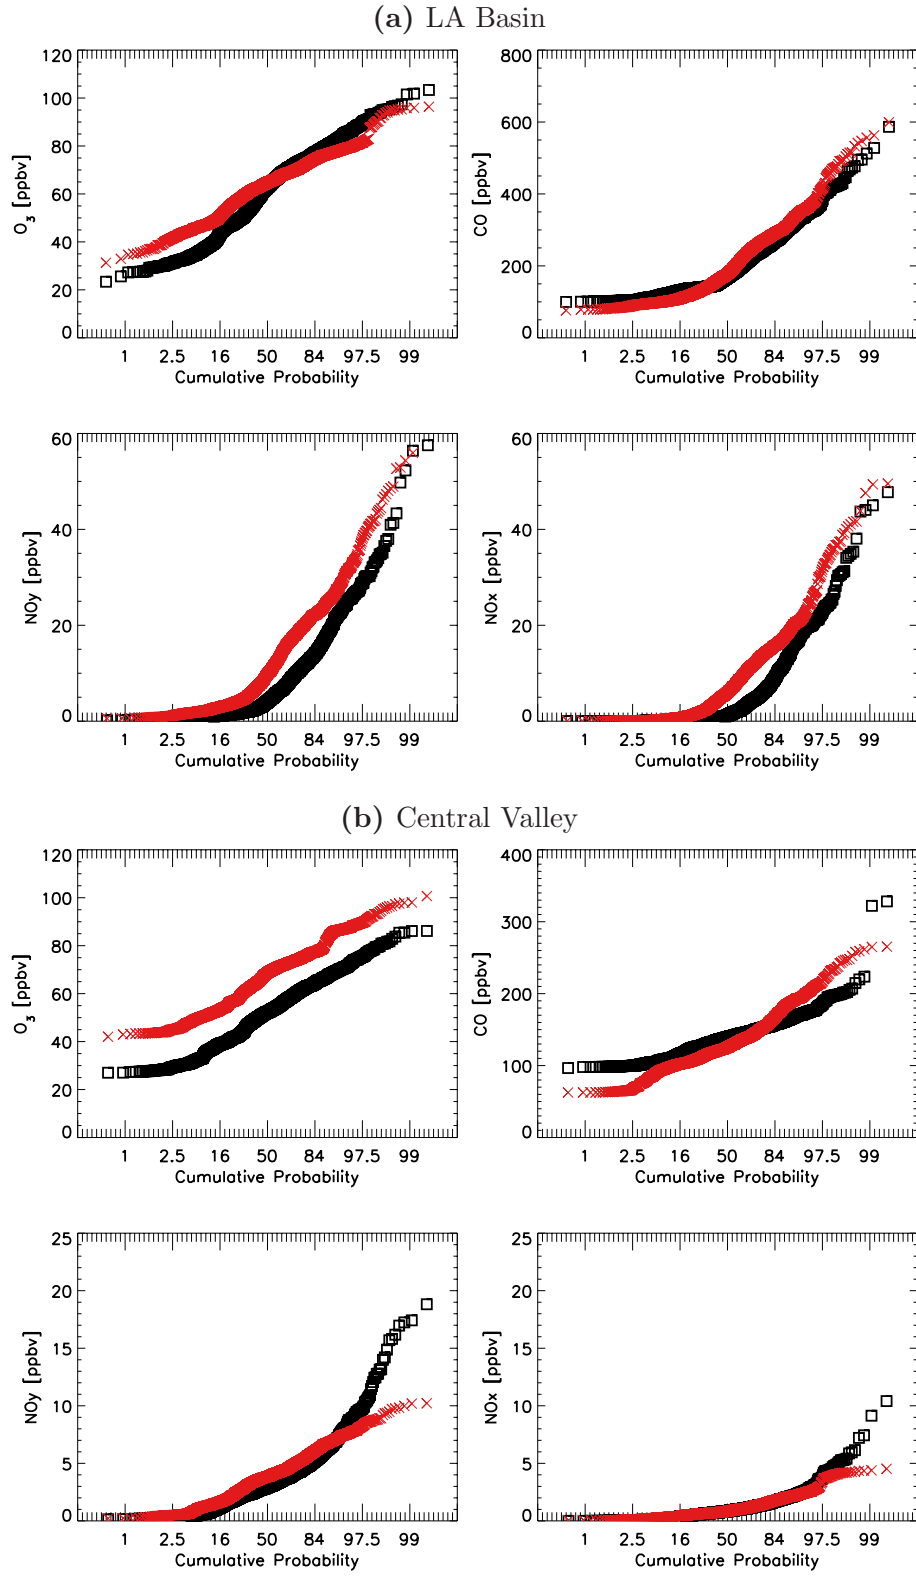 (a) LA Basin
120
100
80
60
40
20
0
O3 [ppbv]
1 2.5 16 50 84 97.5 99
Cumulative Probability
800
600
400
200
0
CO [ppbv]
1 2.5 16 50 84 97.5 99
Cumulative Probability
60
40
20
0
NOy [ppbv]
1 2.5 16 50 84 97.5 99
Cumulative Probability
60
40
20
0
NOx [ppbv]
1 2.5 16 50 84 97.5 99
Cumulative Probability
(b) Central Valley
120
100
80
60
40
20
0
O3 [ppbv]
1 2.5 16 50 84 97.5 99
Cumulative Probability
400
300
200
100
0
CO [ppbv]
1 2.5 16 50 84 97.5 99
Cumulative Probability
25
20
15
10
5
0
NOy [ppbv]
1 2.5 16 50 84 97.5 99
Cumulative Probability
25
20
15
10
5
0
NOx [ppbv]
1 2.5 16 50 84 97.5 99
Cumulative Probability